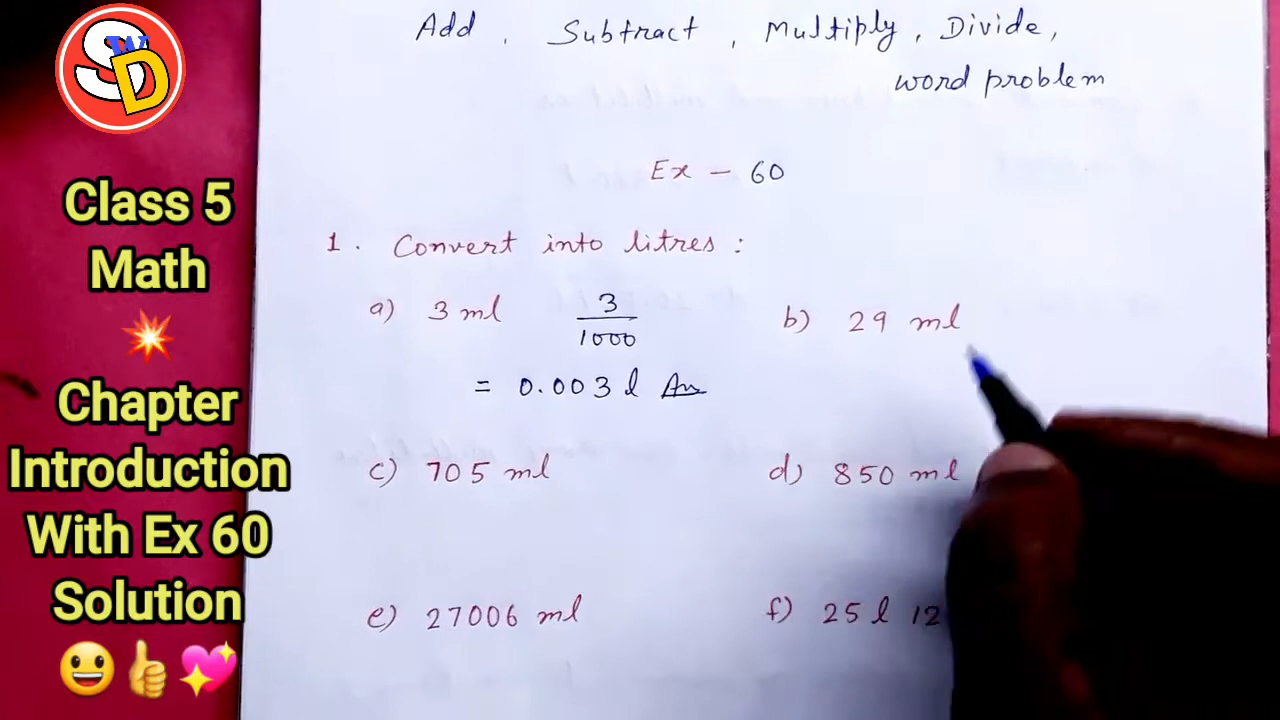 Add, Subtract, Multiply, Divide,
word problem
Ex - 60
1. Convert into litres:
a) 3 ml 3/1000
= 0.003 l Ans
b) 29 ml
c) 705 ml
d) 850 ml
e) 27006 ml
f) 25 l 12
SWD
Class 5
Math
💥
Chapter
Introduction
With Ex 60
Solution
😃👍💖